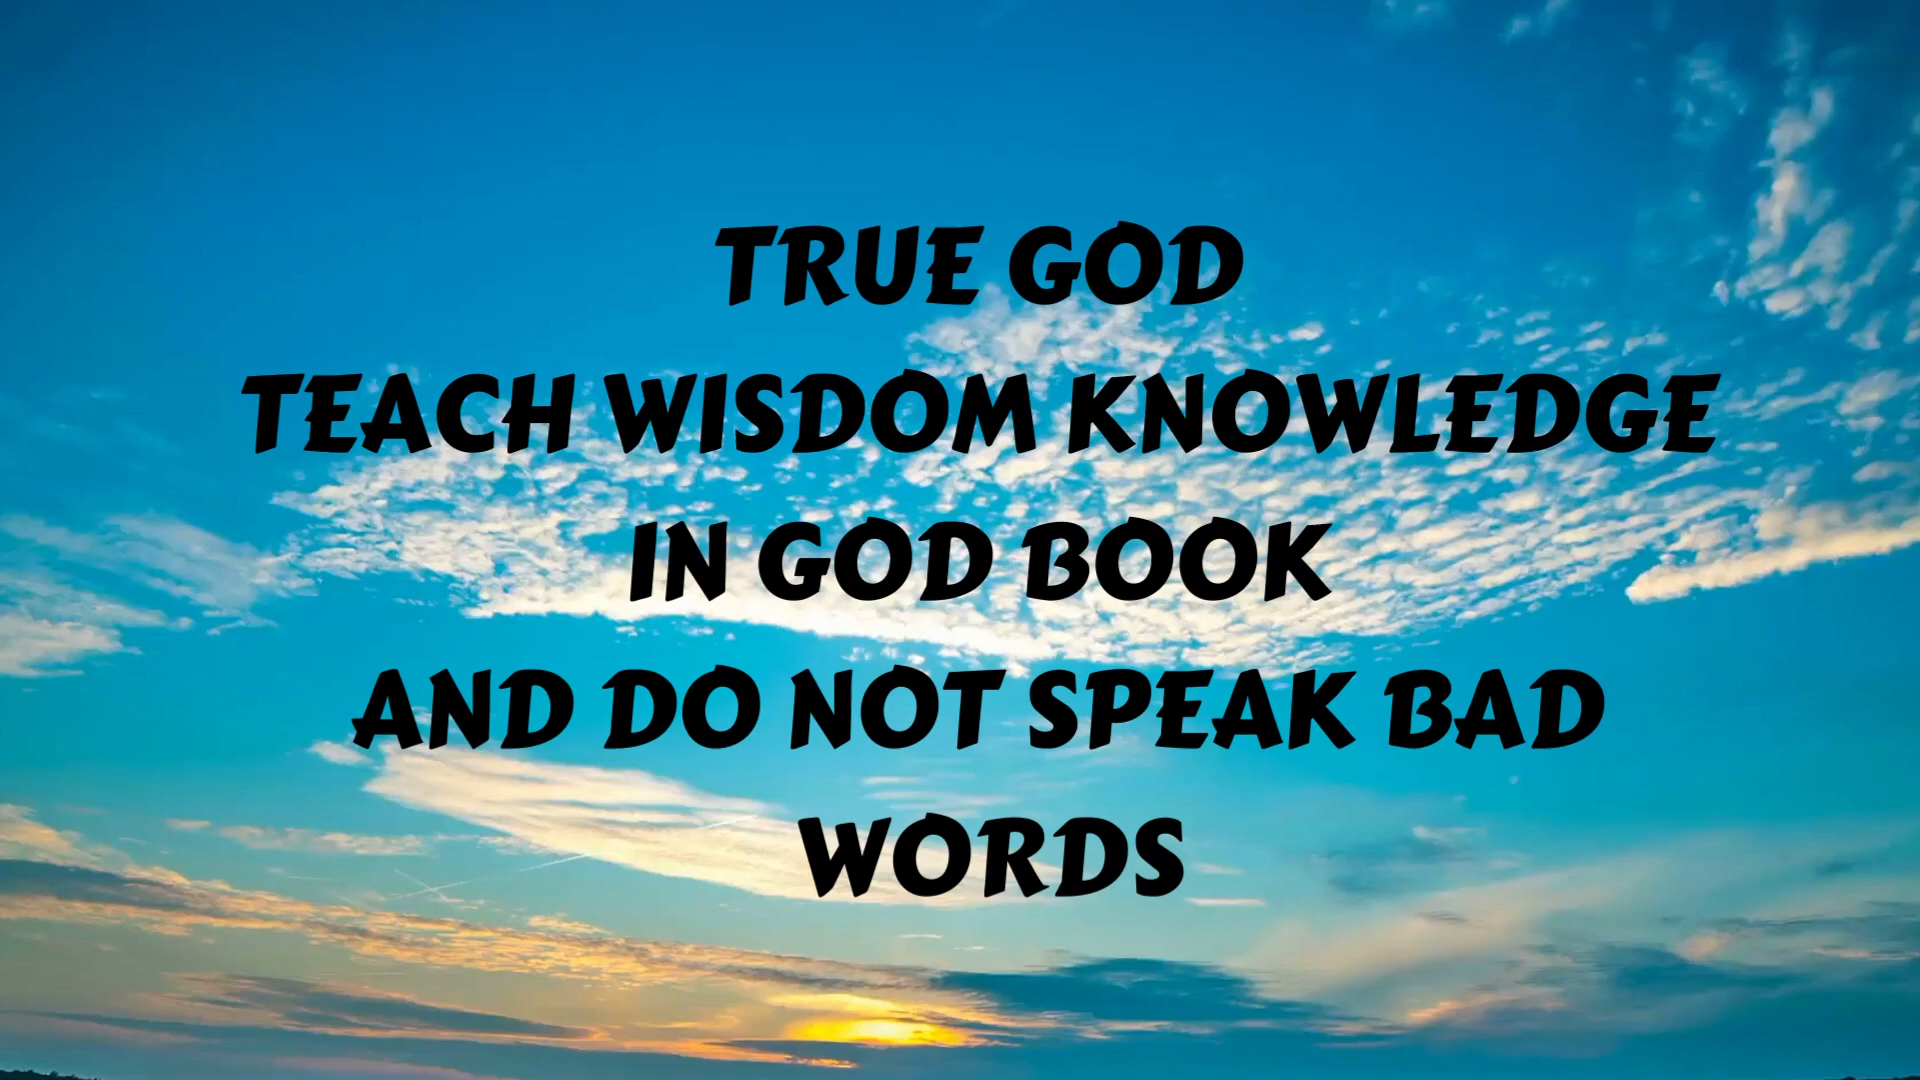 TRUE GOD
TEACH WISDOM KNOWLEDGE
IN GOD BOOK
AND DO NOT SPEAK BAD
WORDS